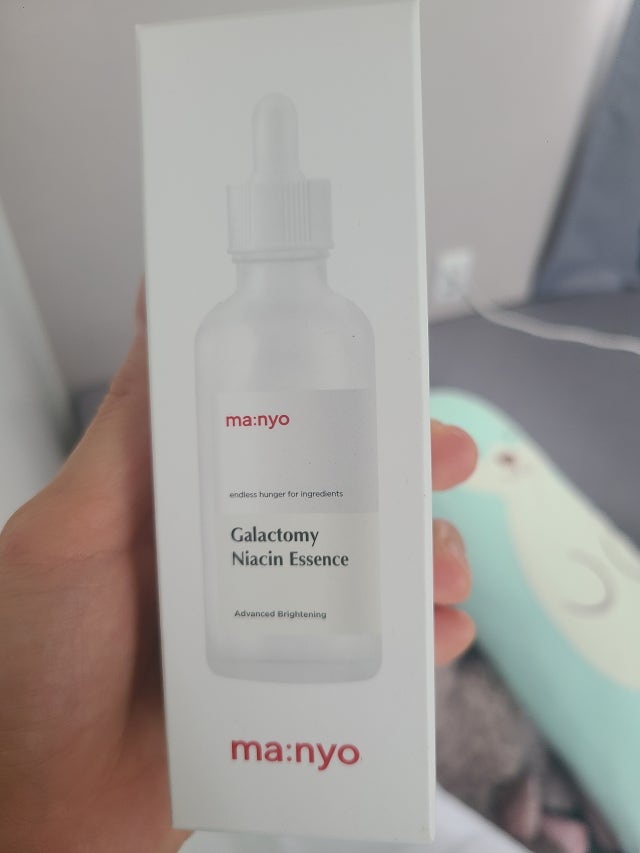 ma:nyo
endless hunger for ingredients
Galactomy
Niacin Essence
Advanced Brightening
ma:nyo